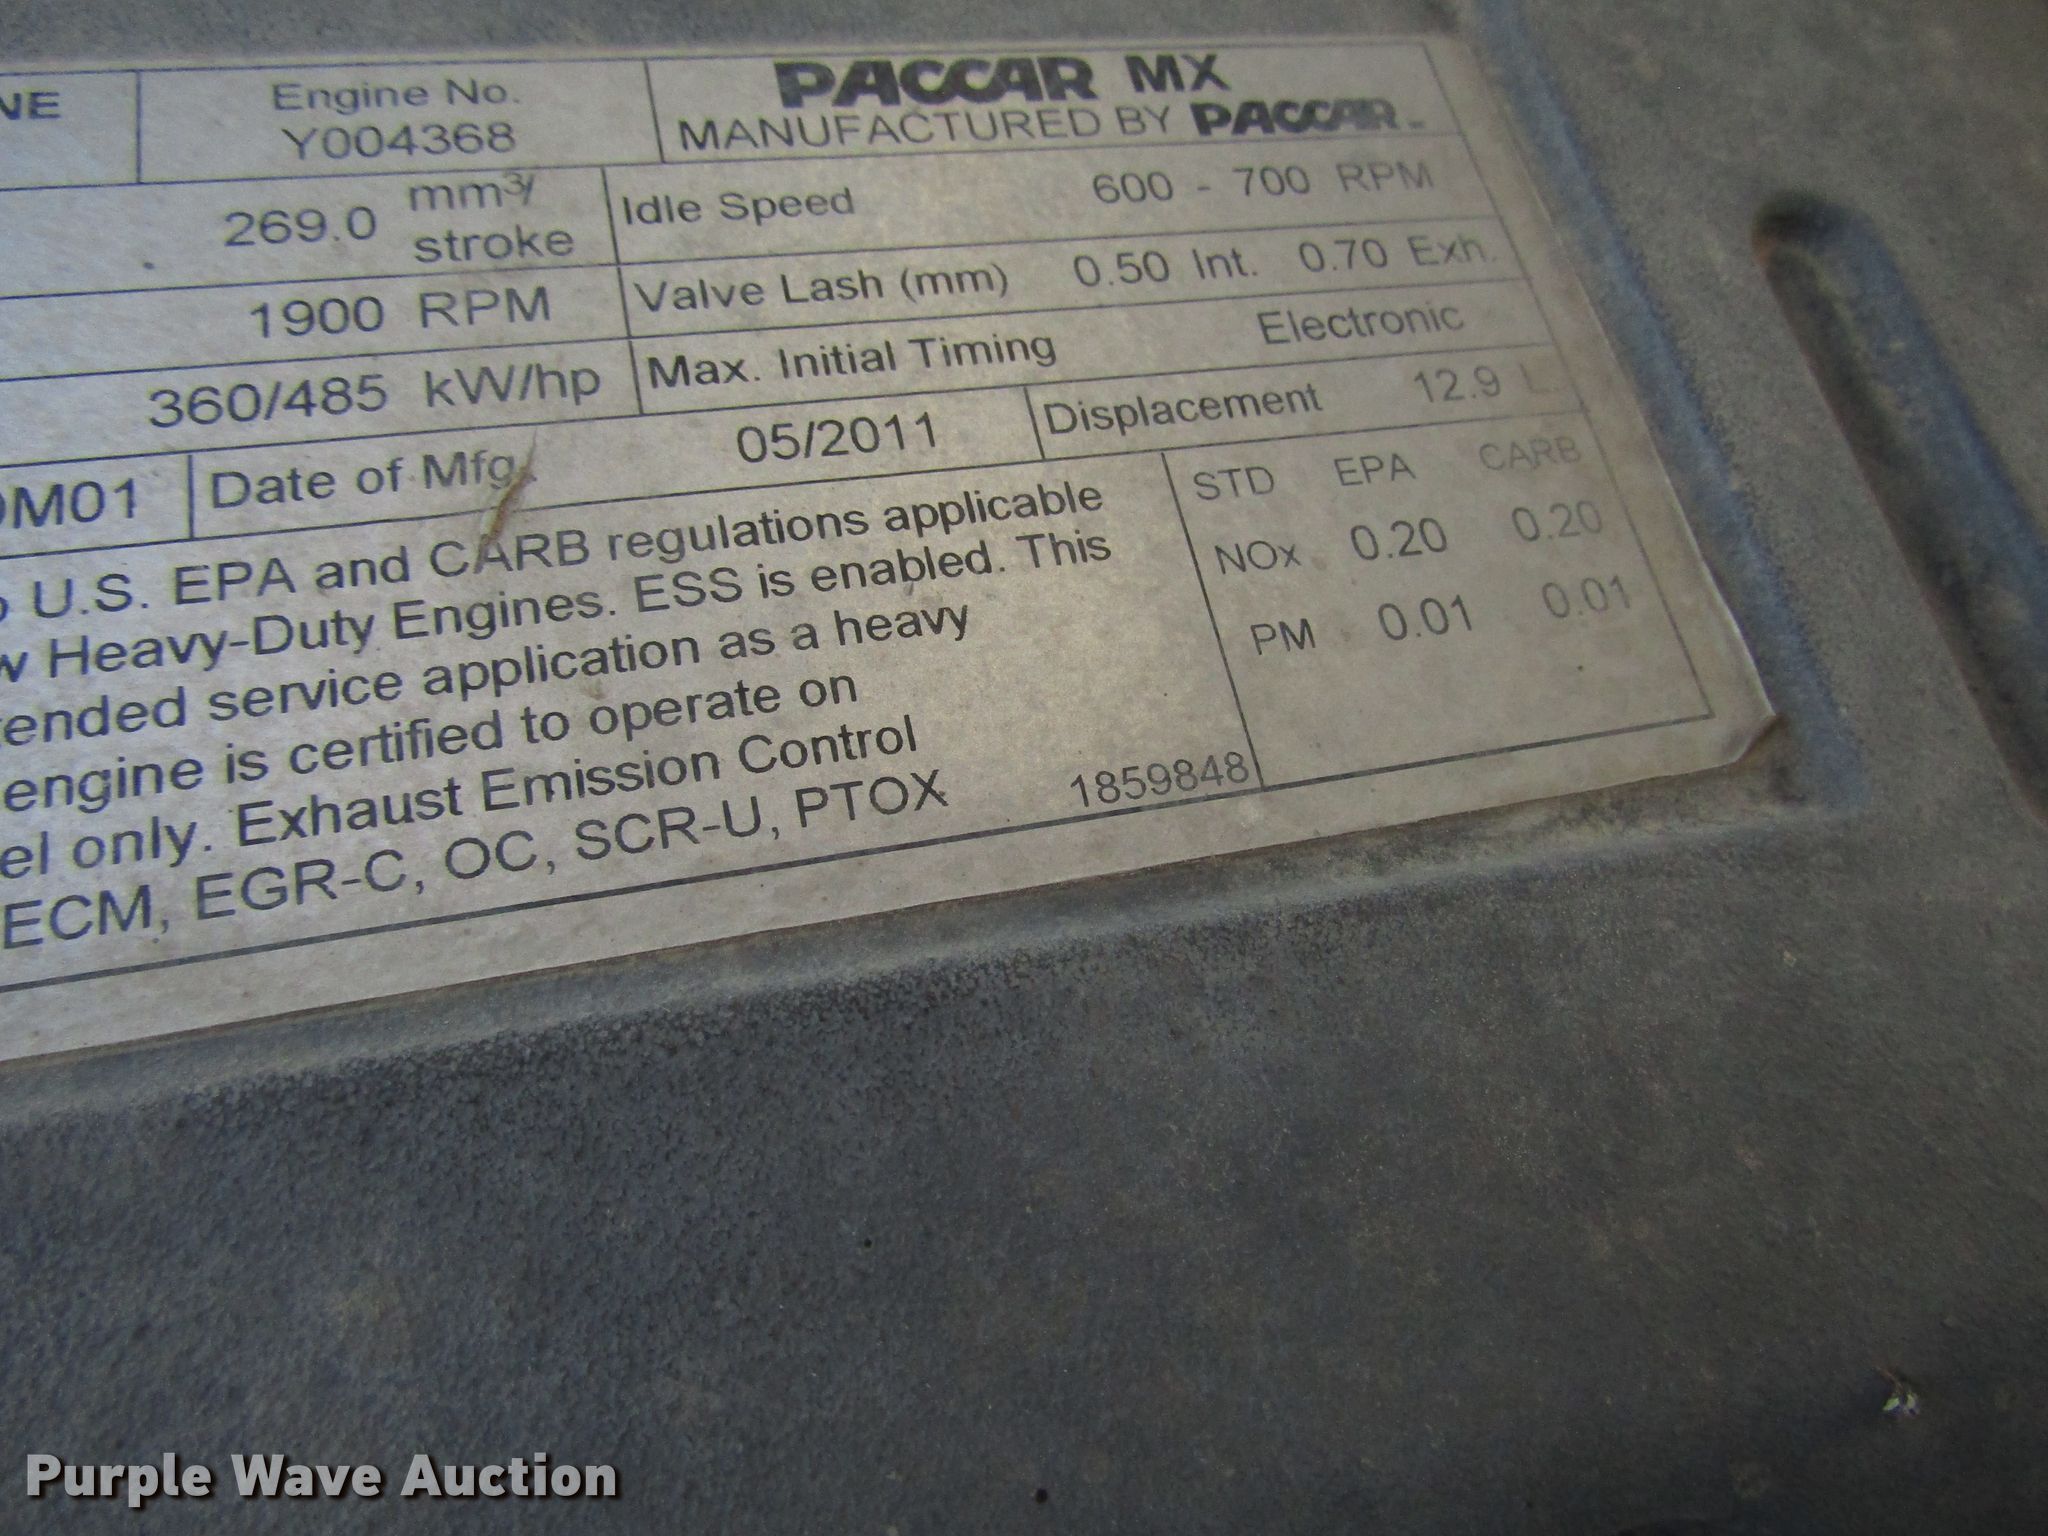 Engine No.
Y004368
PACCAR MX
MANUFACTURED BY PACCAR
269.0 mm³/
stroke
Idle Speed 600 - 700 RPM
1900 RPM
Valve Lash (mm) 0.50 Int. 0.70 Exh.
360/485 kW/hp
Max. Initial Timing Electronic
DM01
Date of Mfg. 05/2011
Displacement 12.9 L
U.S. EPA and CARB regulations applicable
Heavy-Duty Engines. ESS is enabled. This
service application as a heavy
engine is certified to operate on
only. Exhaust Emission Control
ECM, EGR-C, OC, SCR-U, PTOX
1859848
STD EPA CARB
NOx 0.20 0.20
PM 0.01 0.01
Purple Wave Auction